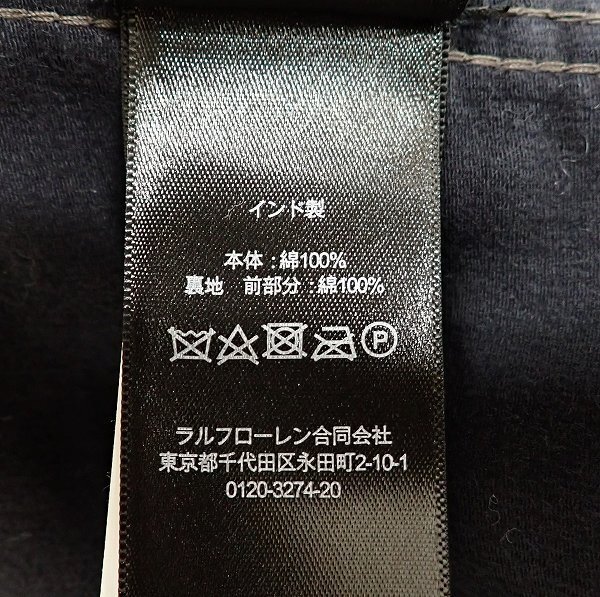 インド製
本体：綿100%
裏地　前部分：綿100%
P
ラルフローレン合同会社
東京都千代田区永田町2-10-1
0120-3274-20